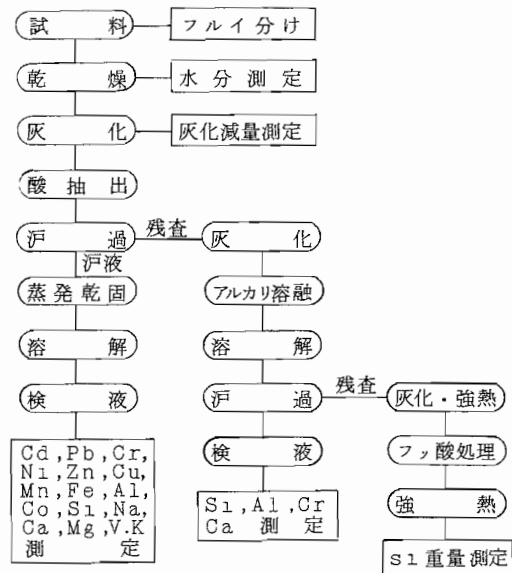 試料
フルイ分け
乾燥
水分測定
灰化
灰化減量測定
酸抽出
沪過
残査
灰化
沪液
蒸発乾固
アルカリ溶融
溶解
溶解
検液
沪過
残査
灰化・強熱
検液
フッ酸処理
Cd,Pb,Cr,
Ni,Zn,Cu,
Mn,Fe,Al,
Co,Si,Na,
Ca,Mg,V.K
測定
Si,Al,Cr
Ca 測定
強熱
Si重量測定